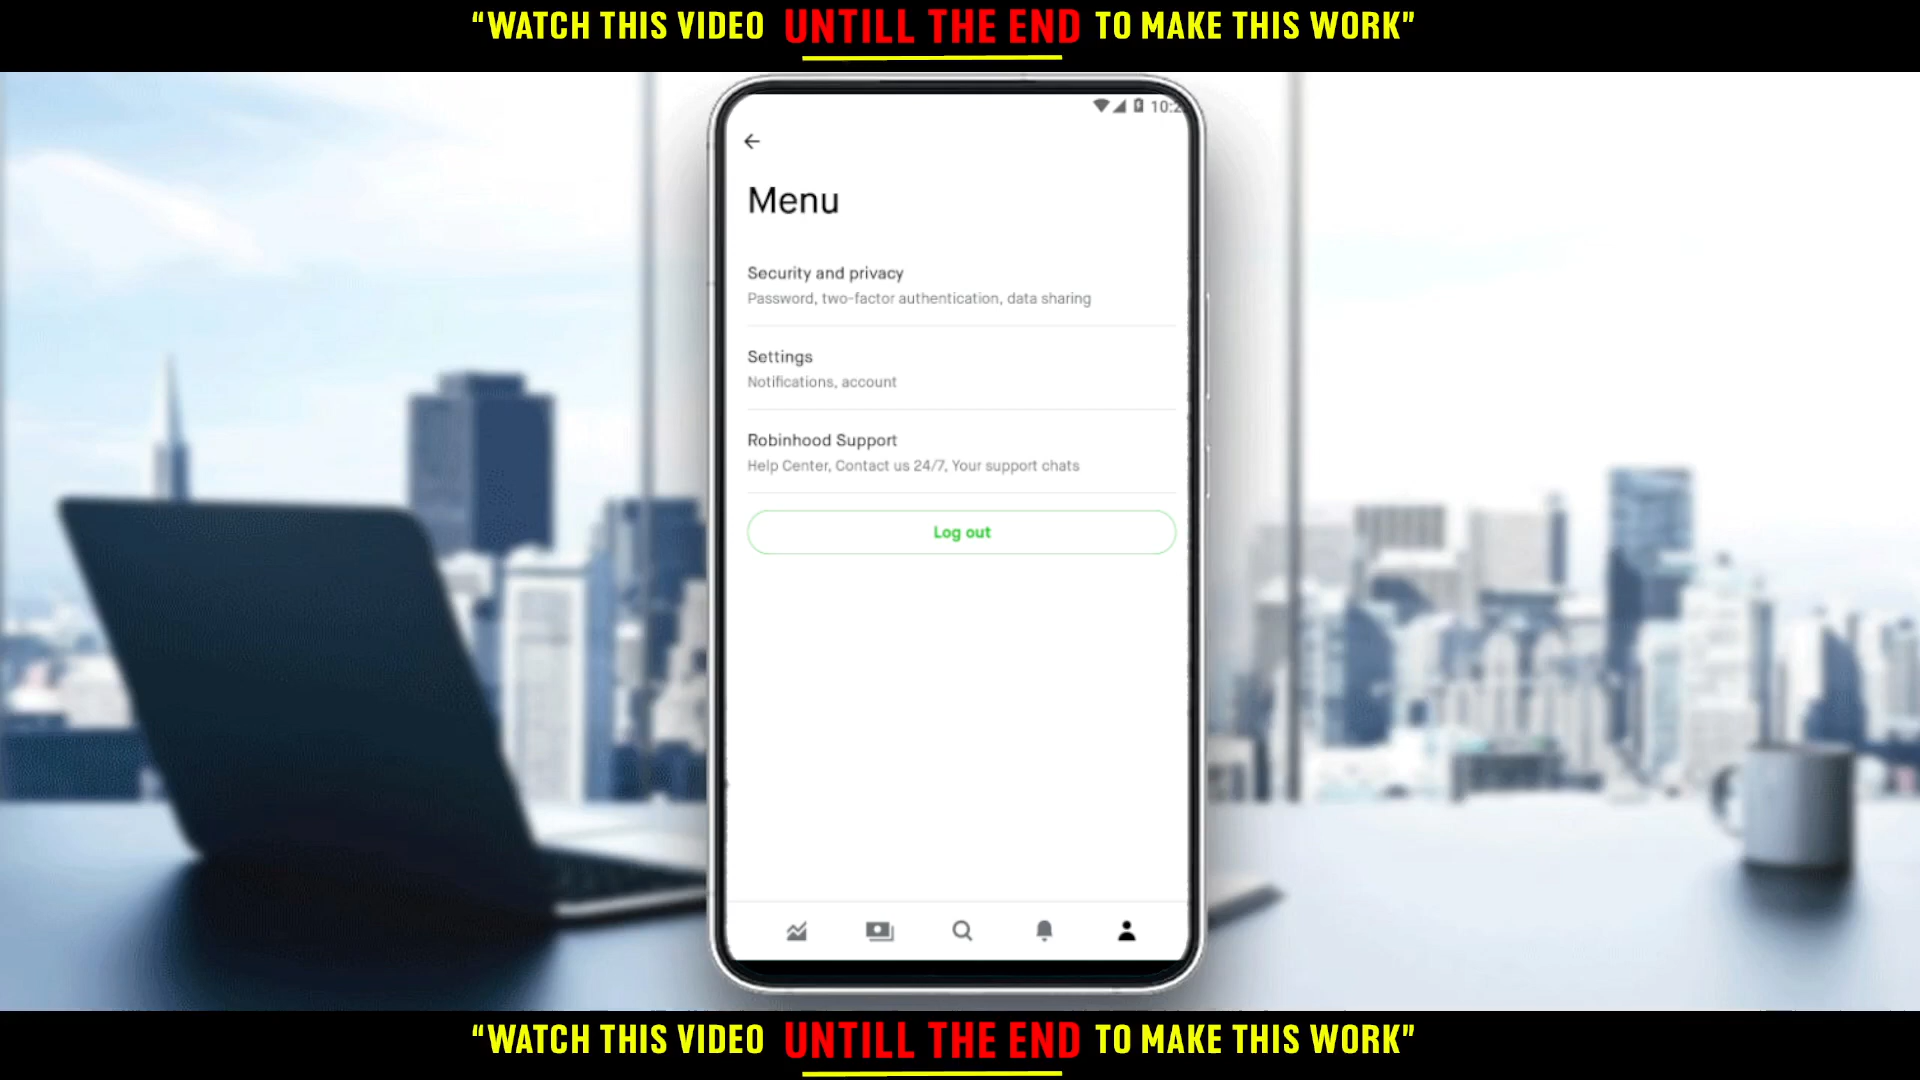 “WATCH THIS VIDEO UNTILL THE END TO MAKE THIS WORK”
Menu
Security and privacy
Password, two-factor authentication, data sharing
Settings
Notifications, account
Robinhood Support
Help Center, Contact us 24/7, Your support chats
Log out
“WATCH THIS VIDEO UNTILL THE END TO MAKE THIS WORK”